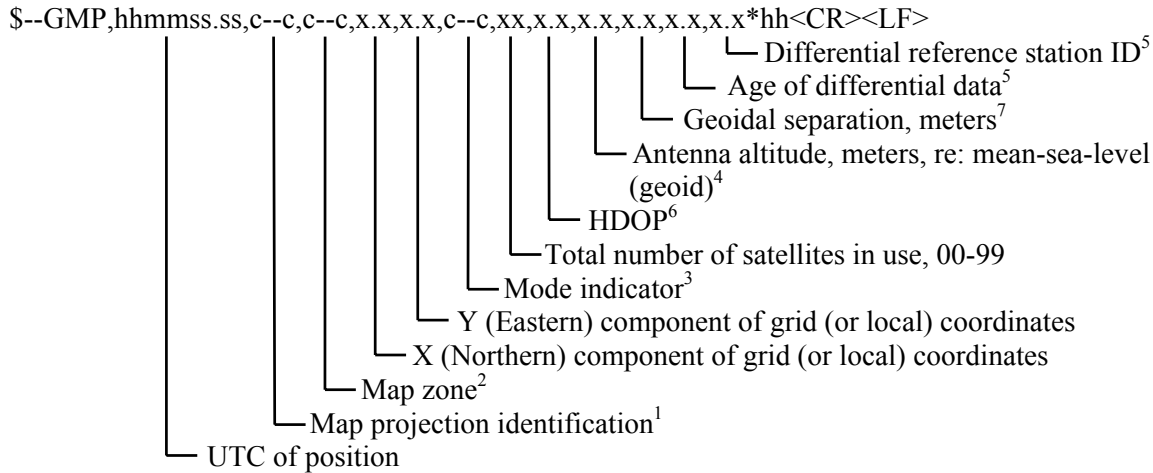 $--GMP,hhmmss.ss,c--c,c--c,x.x,x.x,c--c,xx,x.x,x.x,x.x,x.x,x.x*hh<CR><LF>
Differential reference station ID⁵
Age of differential data⁵
Geoidal separation, meters⁷
Antenna altitude, meters, re: mean-sea-level
(geoid)⁴
HDOP⁶
Total number of satellites in use, 00-99
Mode indicator³
Y (Eastern) component of grid (or local) coordinates
X (Northern) component of grid (or local) coordinates
Map zone²
Map projection identification¹
UTC of position